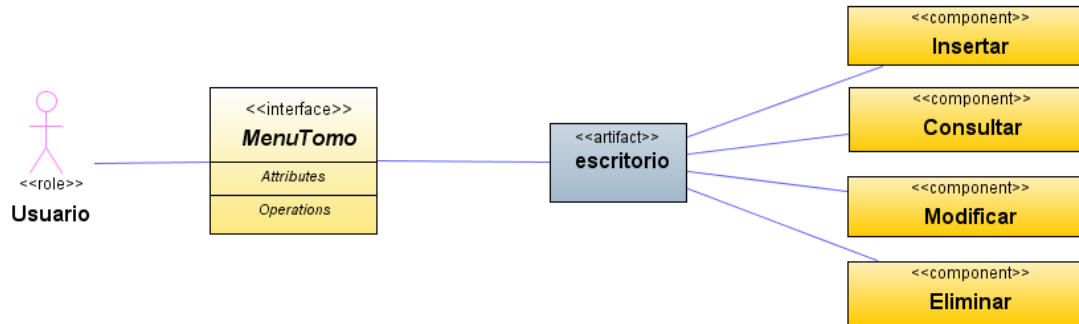 <<role>>
Usuario
<<interface>>
MenuTomo
Attributes
Operations
<<artifact>>
escritorio
<<component>>
Insertar
<<component>>
Consultar
<<component>>
Modificar
<<component>>
Eliminar